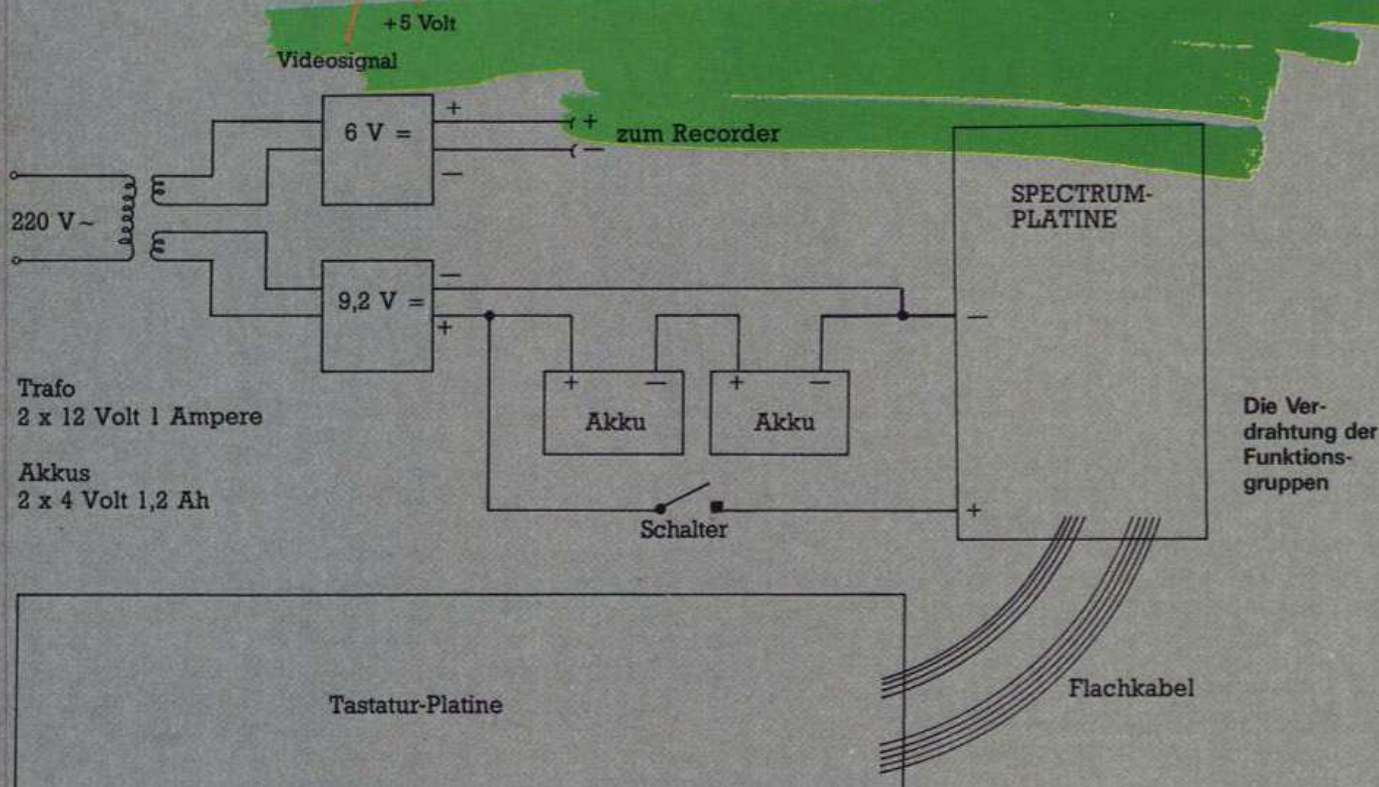 +5 Volt
Videosignal
6 V =
+
−
+
−
zum Recorder
SPECTRUM-
PLATINE
220 V ~
9,2 V =
−
+
−
+ −
Akku
+ −
Akku
Trafo
2 x 12 Volt 1 Ampere
Akkus
2 x 4 Volt 1,2 Ah
Schalter
+
Die Ver-
drahtung der
Funktions-
gruppen
Tastatur-Platine
Flachkabel